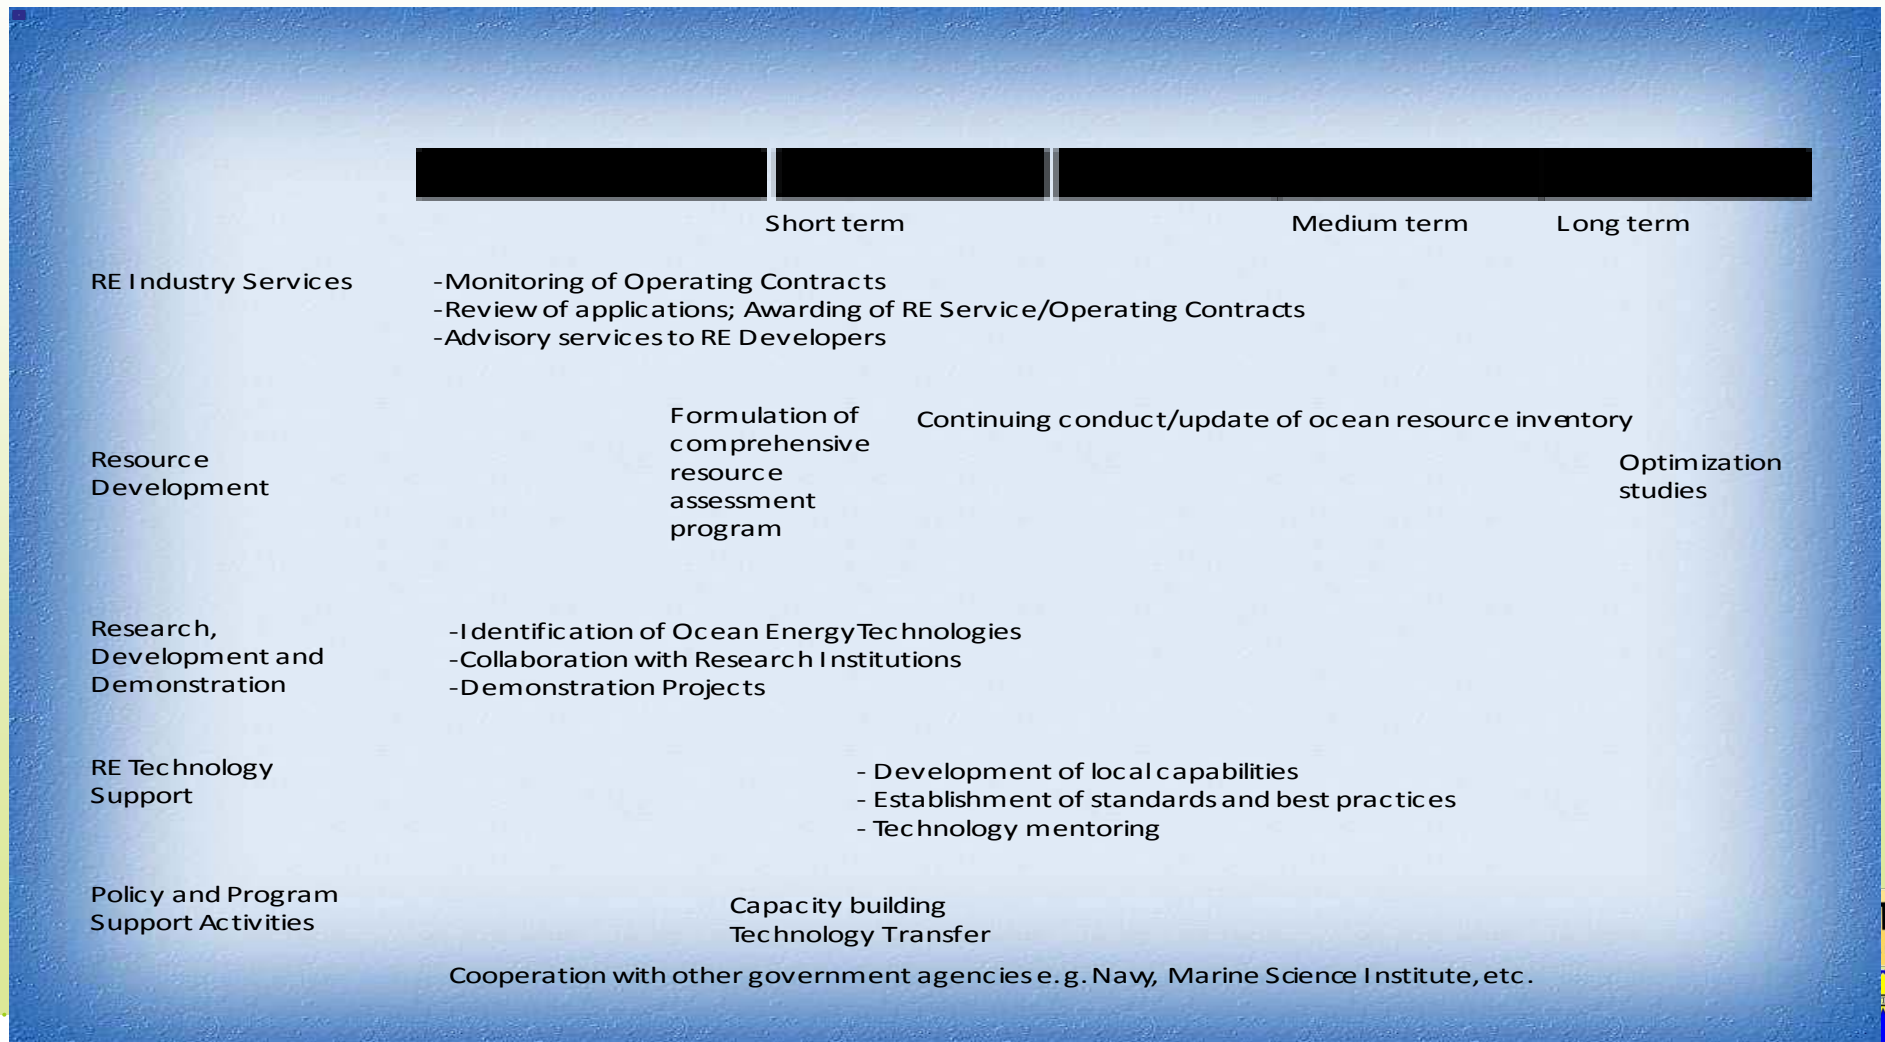 Short term
Medium term
Long term
RE Industry Services
-Monitoring of Operating Contracts
-Review of applications; Awarding of RE Service/Operating Contracts
-Advisory services to RE Developers
Resource
Development
Formulation of
comprehensive
resource
assessment
program
Continuing conduct/update of ocean resource inventory
Optimization
studies
Research,
Development and
Demonstration
-Identification of Ocean Energy Technologies
-Collaboration with Research Institutions
-Demonstration Projects
RE Technology
Support
- Development of local capabilities
- Establishment of standards and best practices
- Technology mentoring
Policy and Program
Support Activities
Capacity building
Technology Transfer
Cooperation with other government agencies e.g. Navy, Marine Science Institute, etc.